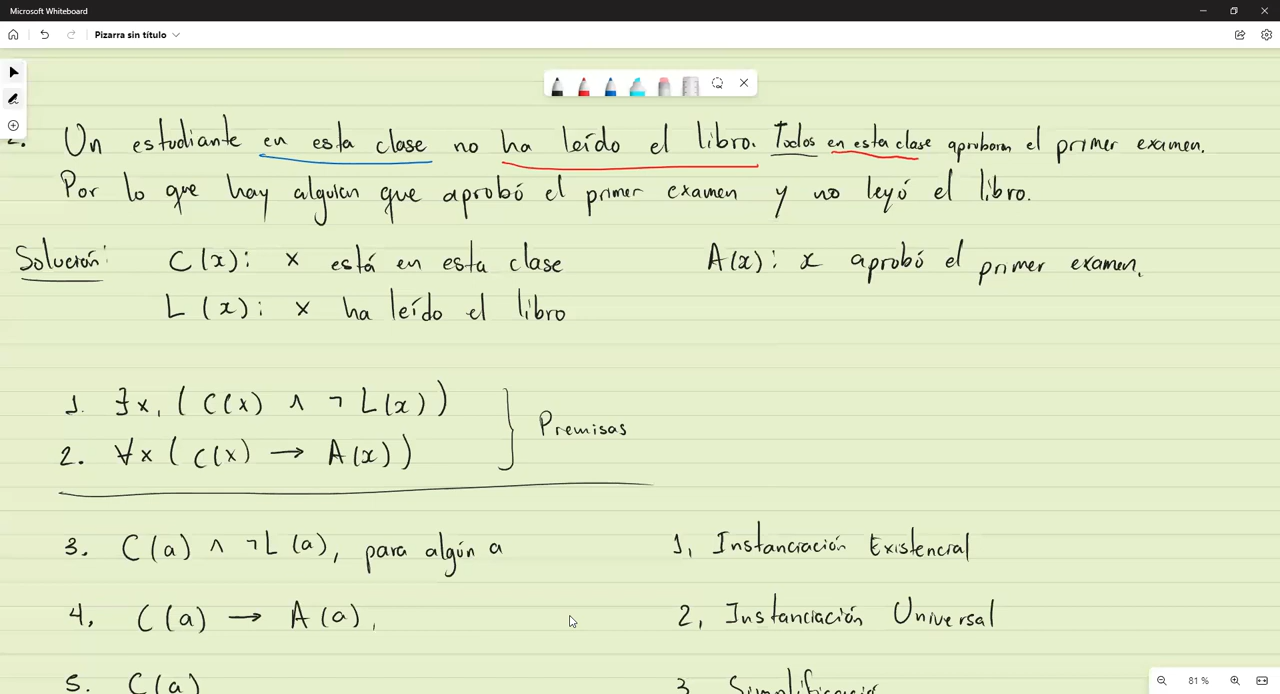 Microsoft Whiteboard
Pizarra sin título
2. Un estudiante en esta clase no ha leído el libro. Todos en esta clase aprobaron el primer examen.
Por lo que hay alguien que aprobó el primer examen y no leyó el libro.
Solución: C(x): x está en esta clase A(x): x aprobó el primer examen.
L(x): x ha leído el libro
1. ∃x, (C(x) ∧ ¬L(x))
Premisas
2. ∀x (C(x) → A(x))
3. C(a) ∧ ¬L(a), para algún a 1, Instanciación Existencial
4, C(a) → A(a), 2, Instanciación Universal
5. C(a) 3 Simplificación
81 %